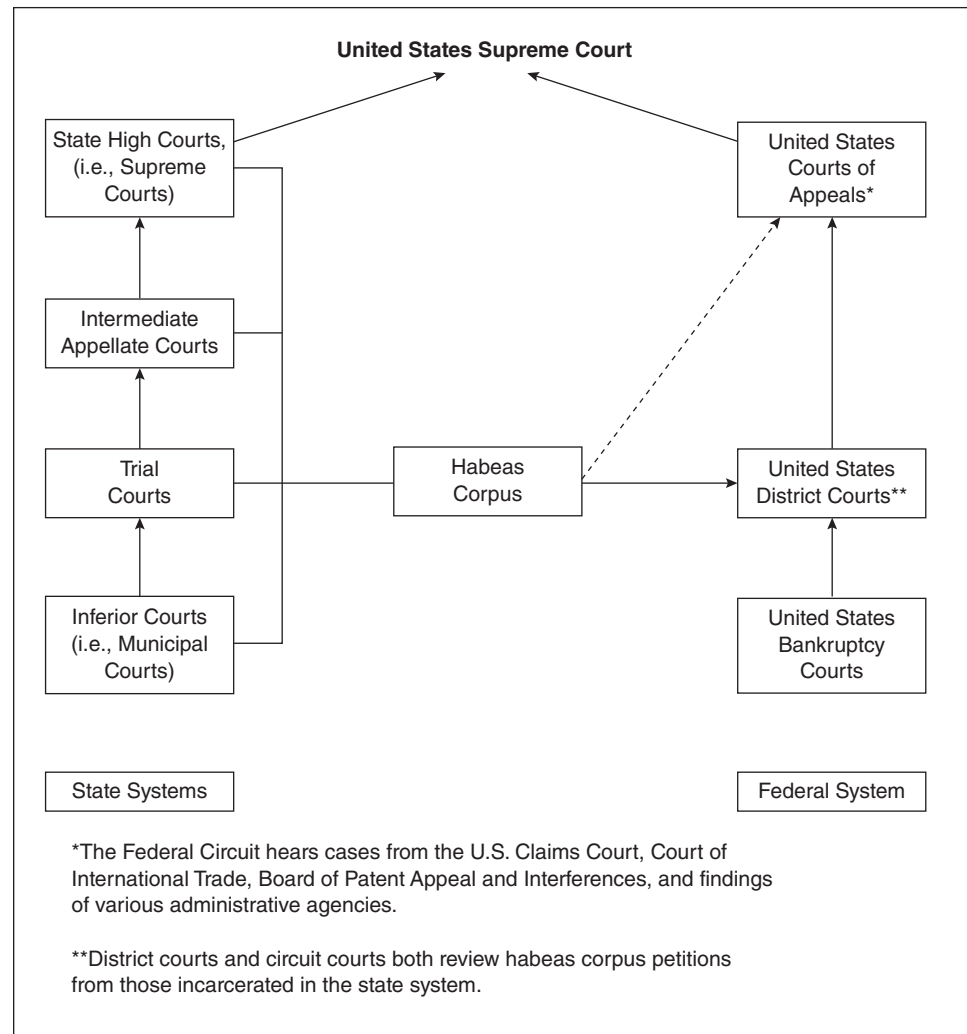 United States Supreme Court
State High Courts,
(i.e., Supreme
Courts)
United States
Courts of
Appeals*
Intermediate
Appellate Courts
Trial
Courts
Habeas
Corpus
United States
District Courts**
Inferior Courts
(i.e., Municipal
Courts)
United States
Bankruptcy
Courts
State Systems
Federal System
*The Federal Circuit hears cases from the U.S. Claims Court, Court of
International Trade, Board of Patent Appeal and Interferences, and findings
of various administrative agencies.
**District courts and circuit courts both review habeas corpus petitions
from those incarcerated in the state system.